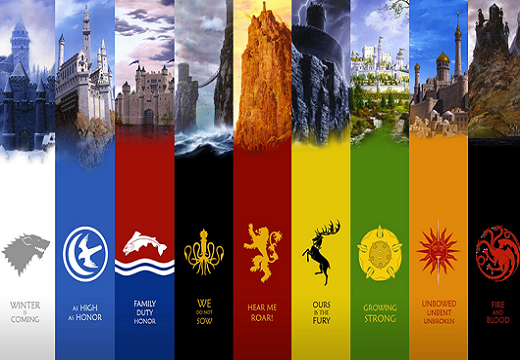 WINTER
IS
COMING
AS HIGH
AS HONOR
FAMILY
DUTY
HONOR
WE
DO NOT
SOW
HEAR ME
ROAR!
OURS
IS THE
FURY
GROWING
STRONG
UNBOWED
UNBENT
UNBROKEN
FIRE
AND
BLOOD